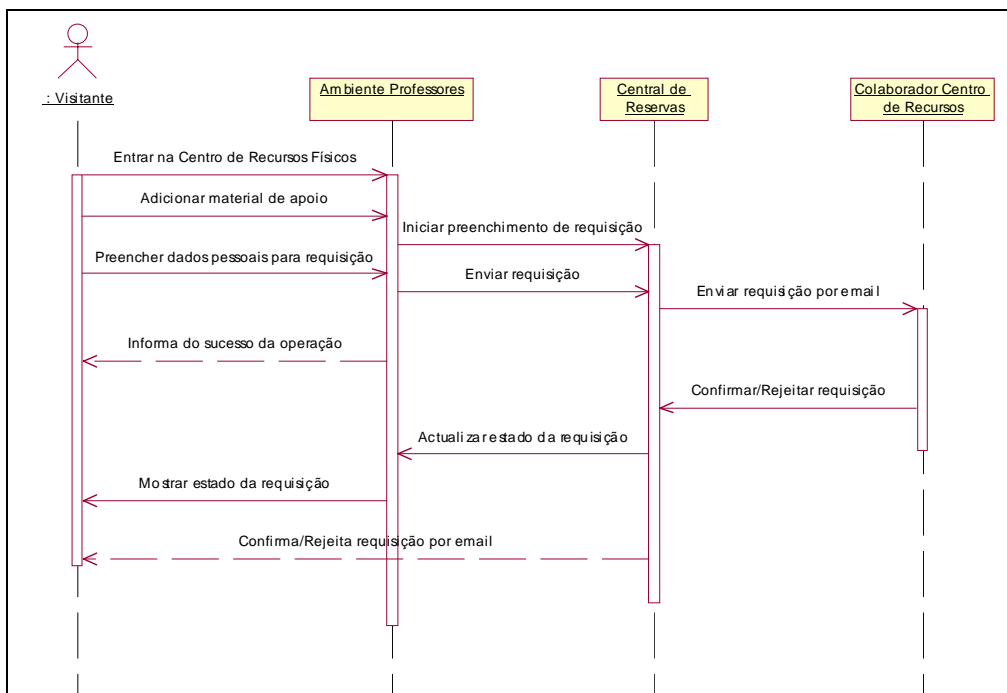 : Visitante
Ambiente Professores
Central de
Reservas
Colaborador Centro
de Recursos
Entrar na Centro de Recursos Físicos
Adicionar material de apoio
Iniciar preenchimento de requisição
Preencher dados pessoais para requisição
Enviar requisição
Enviar requisição por email
Informa do sucesso da operação
Confirmar/Rejeitar requisição
Actualizar estado da requisição
Mostrar estado da requisição
Confirma/Rejeita requisição por email